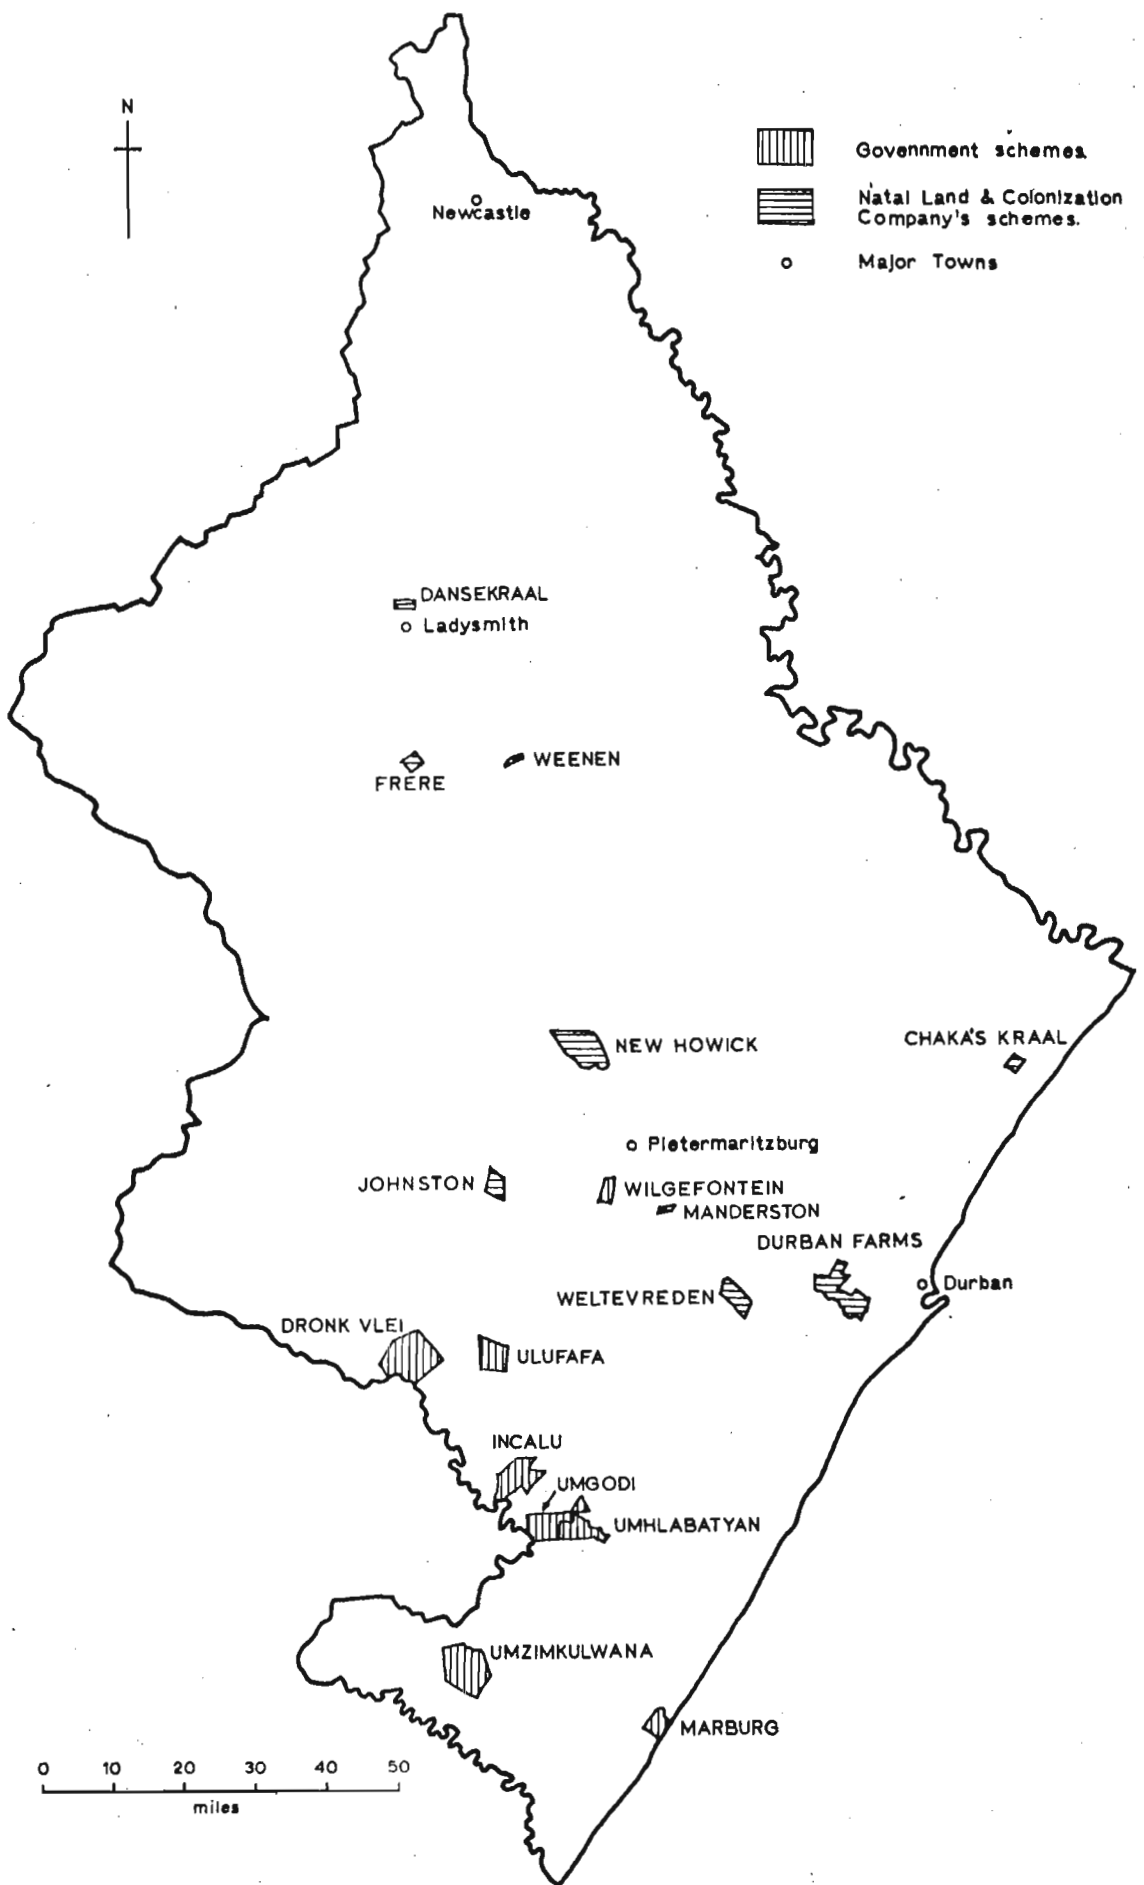 N
Govennment schemes.
Natal Land & Colonization
Company's schemes.
Major Towns
Newcastle
DANSEKRAAL
Ladysmith
WEENEN
FRERE
NEW HOWICK
CHAKA'S KRAAL
Pietermaritzburg
JOHNSTON
WILGEFONTEIN
MANDERSTON
DURBAN FARMS
WELTEVREDEN
Durban
DRONK VLEI
ULUFAFA
INCALU
UMGODI
UMHLABATYAN
UMZIMKULWANA
MARBURG
0 10 20 30 40 50
miles